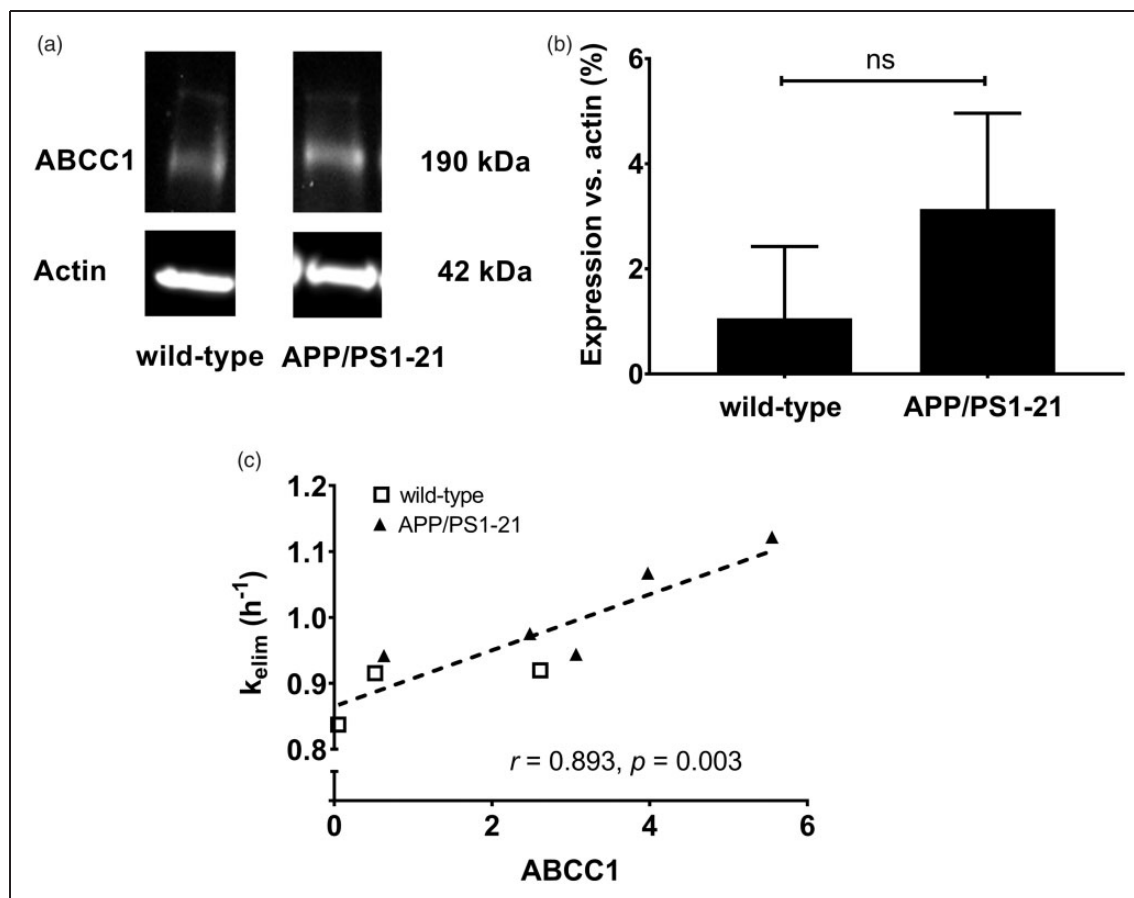 (a)
ABCC1
190 kDa
Actin
42 kDa
wild-type APP/PS1-21
(b)
Expression vs. actin (%)
6
4
2
0
ns
wild-type APP/PS1-21
(c)
k_elim (h⁻¹)
1.2
1.1
1.0
0.9
0.8
wild-type
APP/PS1-21
r = 0.893, p = 0.003
0 2 4 6
ABCC1